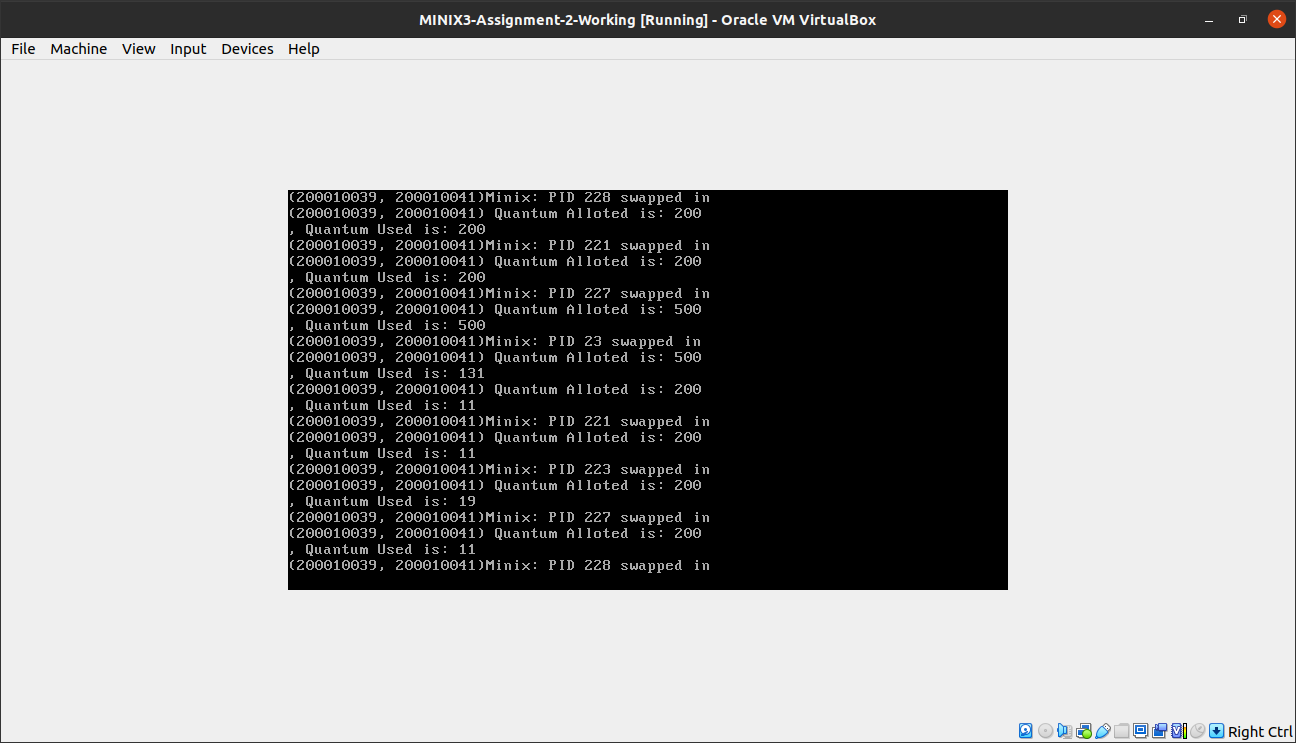 MINIX3-Assignment-2-Working [Running] - Oracle VM VirtualBox
File Machine View Input Devices Help
(200010039, 200010041)Minix: PID 228 swapped in
(200010039, 200010041) Quantum Alloted is: 200
, Quantum Used is: 200
(200010039, 200010041)Minix: PID 221 swapped in
(200010039, 200010041) Quantum Alloted is: 200
, Quantum Used is: 200
(200010039, 200010041)Minix: PID 227 swapped in
(200010039, 200010041) Quantum Alloted is: 500
, Quantum Used is: 500
(200010039, 200010041)Minix: PID 23 swapped in
(200010039, 200010041) Quantum Alloted is: 500
, Quantum Used is: 131
(200010039, 200010041) Quantum Alloted is: 200
, Quantum Used is: 11
(200010039, 200010041)Minix: PID 221 swapped in
(200010039, 200010041) Quantum Alloted is: 200
, Quantum Used is: 11
(200010039, 200010041)Minix: PID 223 swapped in
(200010039, 200010041) Quantum Alloted is: 200
, Quantum Used is: 19
(200010039, 200010041)Minix: PID 227 swapped in
(200010039, 200010041) Quantum Alloted is: 200
, Quantum Used is: 11
(200010039, 200010041)Minix: PID 228 swapped in
Right Ctrl